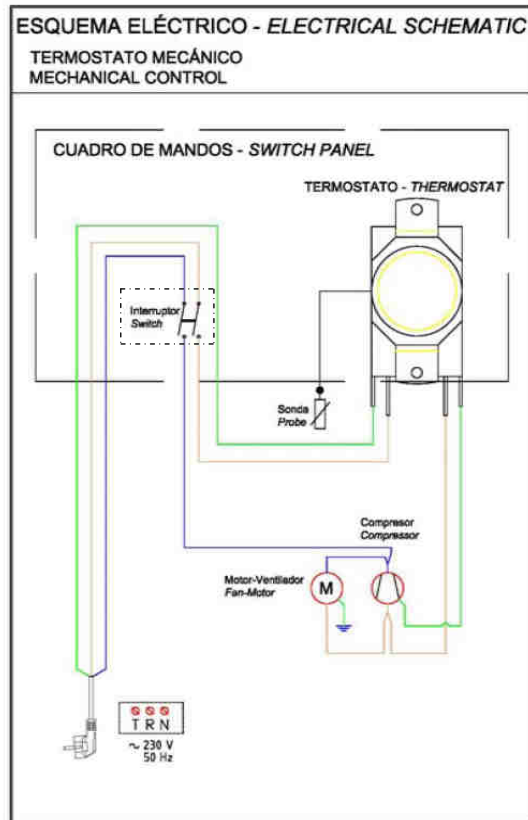 ESQUEMA ELÉCTRICO - ELECTRICAL SCHEMATIC
TERMOSTATO MECÁNICO
MECHANICAL CONTROL
CUADRO DE MANDOS - SWITCH PANEL
TERMOSTATO - THERMOSTAT
Interruptor
Switch
Sonda
Probe
Compresor
Compressor
Motor-Ventilador
Fan-Motor
M
T R N
~ 230 V
50 Hz